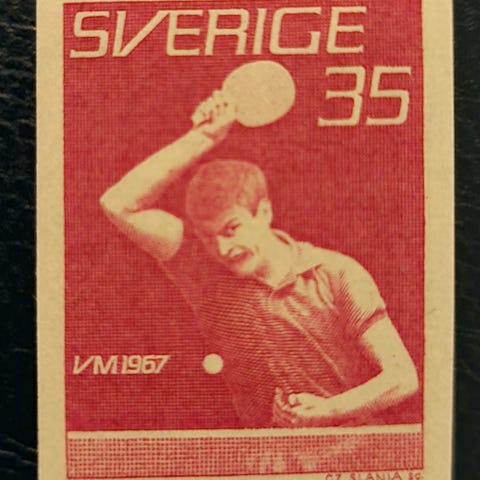 SVERIGE
35
VM 1967
CZ. SLANIA sc.